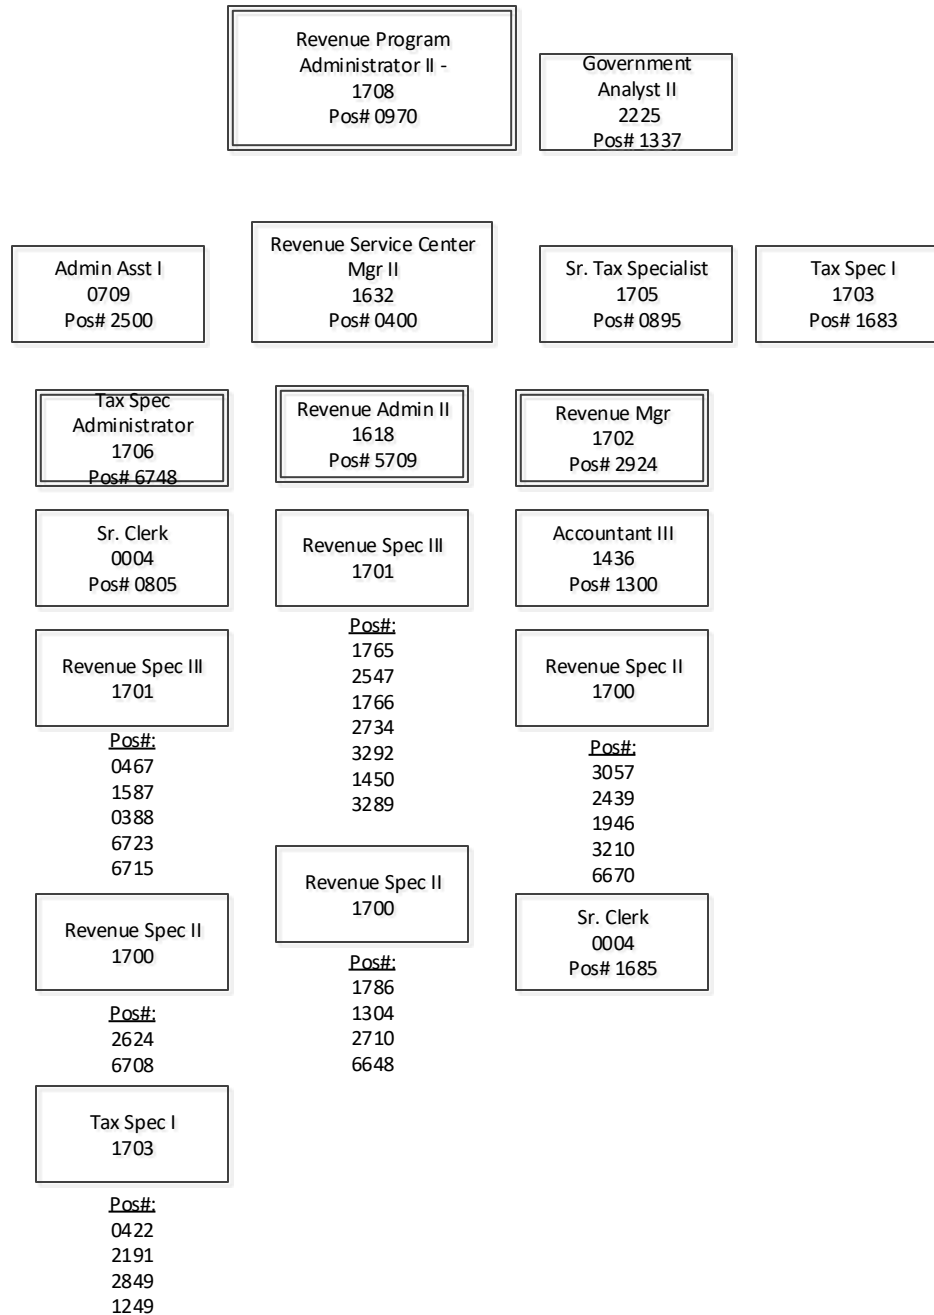 Revenue Program
Administrator II -
1708
Pos# 0970
Government
Analyst II
2225
Pos# 1337
Admin Asst I
0709
Pos# 2500
Revenue Service Center
Mgr II
1632
Pos# 0400
Sr. Tax Specialist
1705
Pos# 0895
Tax Spec I
1703
Pos# 1683
Tax Spec
Administrator
1706
Pos# 6748
Sr. Clerk
0004
Pos# 0805
Revenue Spec III
1701
Pos#:
0467
1587
0388
6723
6715
Revenue Spec II
1700
Pos#:
2624
6708
Tax Spec I
1703
Pos#:
0422
2191
2849
1249
Revenue Admin II
1618
Pos# 5709
Revenue Spec III
1701
Pos#:
1765
2547
1766
2734
3292
1450
3289
Revenue Spec II
1700
Pos#:
1786
1304
2710
6648
Revenue Mgr
1702
Pos# 2924
Accountant III
1436
Pos# 1300
Revenue Spec II
1700
Pos#:
3057
2439
1946
3210
6670
Sr. Clerk
0004
Pos# 1685